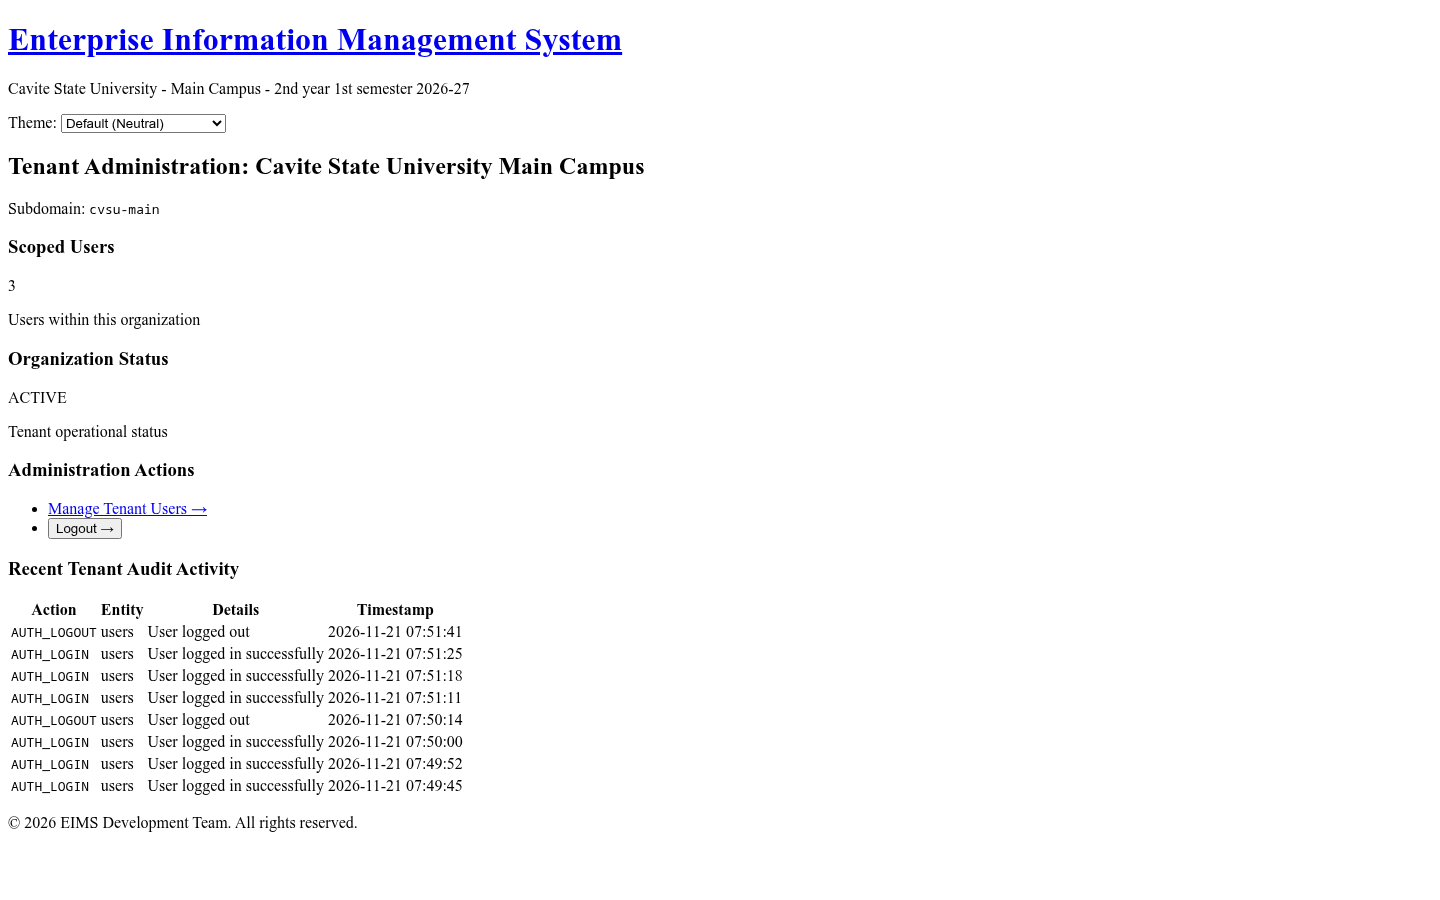 Enterprise Information Management System
Cavite State University - Main Campus - 2nd year 1st semester 2026-27
Theme: Default (Neutral)
Tenant Administration: Cavite State University Main Campus
Subdomain: cvsu-main
Scoped Users
3
Users within this organization
Organization Status
ACTIVE
Tenant operational status
Administration Actions
Manage Tenant Users →
Logout →
Recent Tenant Audit Activity
Action Entity Details Timestamp
AUTH_LOGOUT users User logged out 2026-11-21 07:51:41
AUTH_LOGIN users User logged in successfully 2026-11-21 07:51:25
AUTH_LOGIN users User logged in successfully 2026-11-21 07:51:18
AUTH_LOGIN users User logged in successfully 2026-11-21 07:51:11
AUTH_LOGOUT users User logged out 2026-11-21 07:50:14
AUTH_LOGIN users User logged in successfully 2026-11-21 07:50:00
AUTH_LOGIN users User logged in successfully 2026-11-21 07:49:52
AUTH_LOGIN users User logged in successfully 2026-11-21 07:49:45
© 2026 EIMS Development Team. All rights reserved.